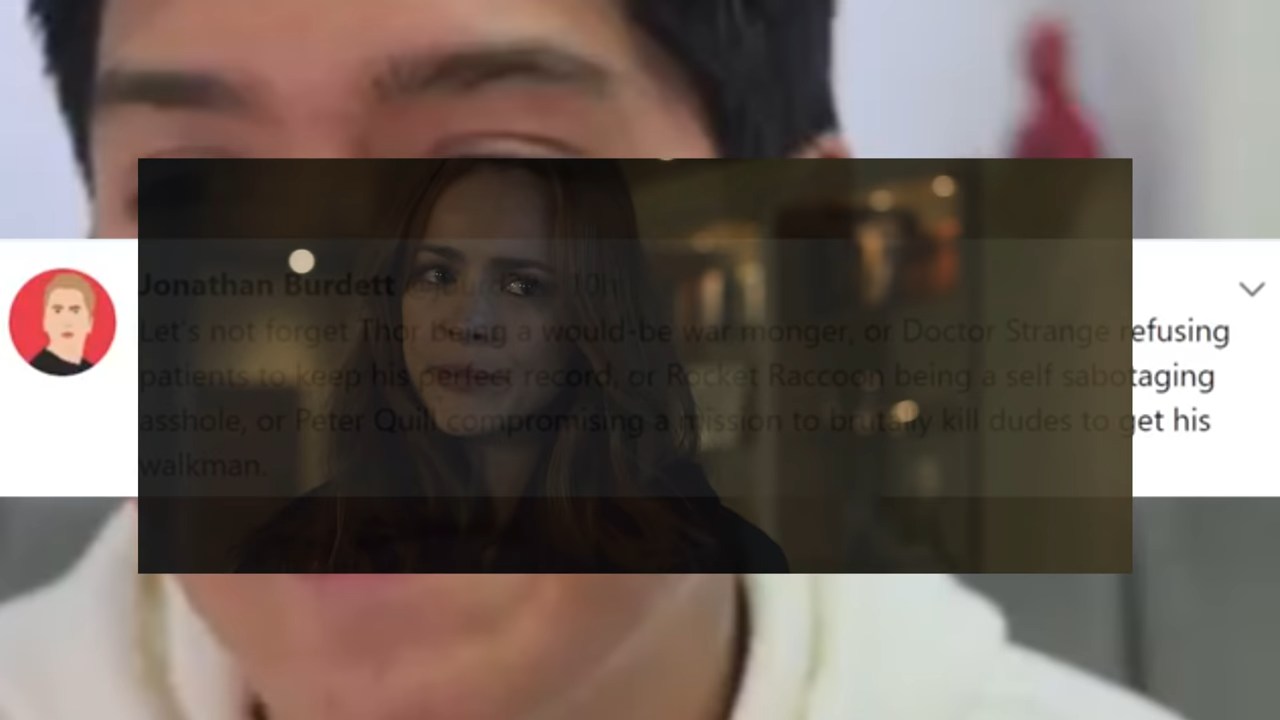 Jonathan Burdett 10h
Let's not forget Thor being a would-be war monger, or Doctor Strange refusing
patients to keep his perfect record, or Rocket Raccoon being a self sabotaging
asshole, or Peter Quill compromising a mission to brutally kill dudes to get his
walkman.